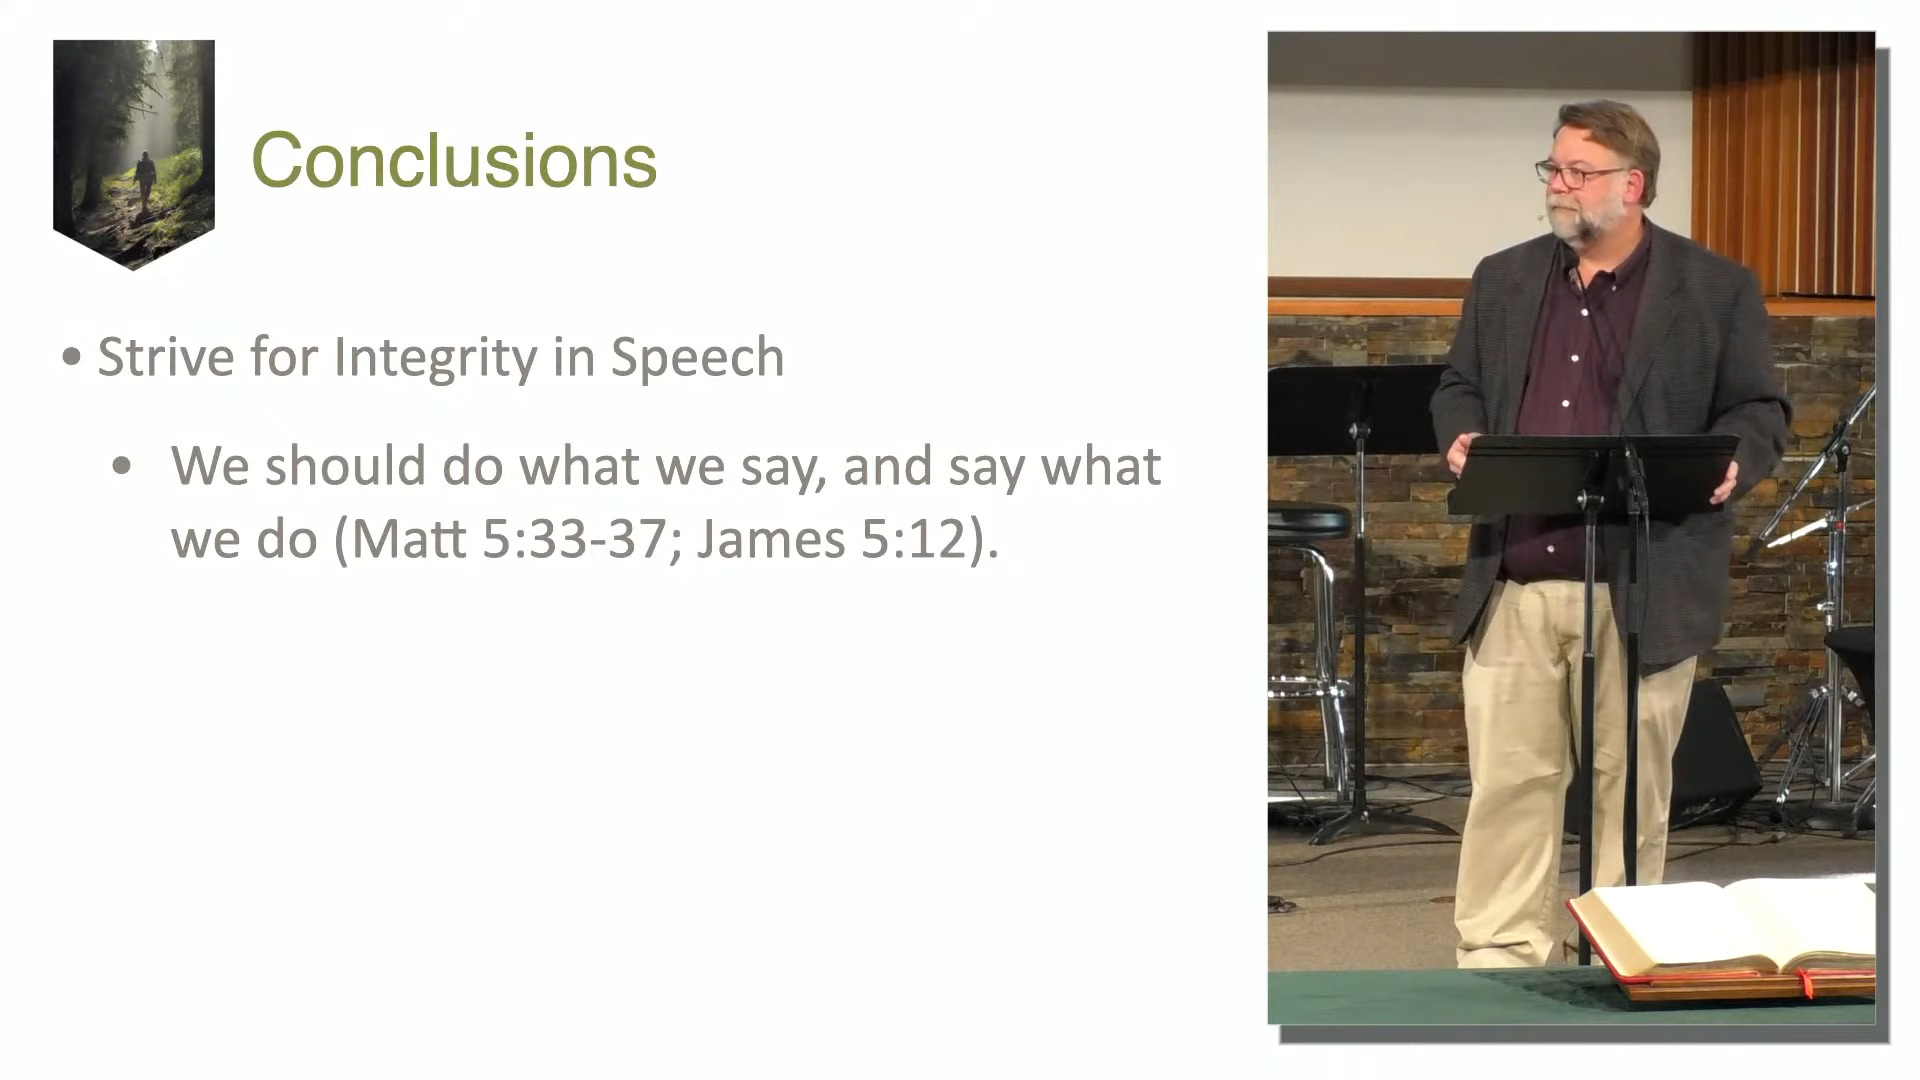 Conclusions
• Strive for Integrity in Speech
• We should do what we say, and say what
we do (Matt 5:33-37; James 5:12).